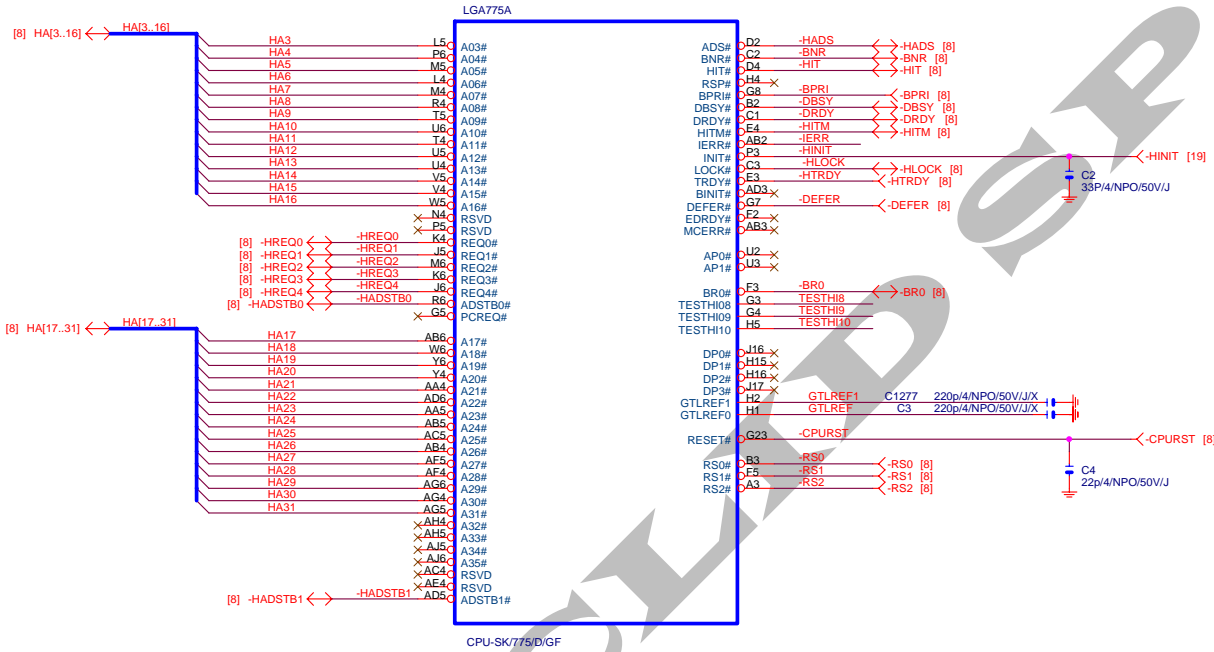 LGA775A
[8] HA[3..16] HA[3..16]
HA3 L5 A03# ADS# D2 -HADS -HADS [8]
HA4 P6 A04# BNR# C2 -BNR -BNR [8]
HA5 M5 A05# HIT# D4 -HIT -HIT [8]
HA6 L4 A06# RSP# H4
HA7 M4 A07# BPRI# G8 -BPRI -BPRI [8]
HA8 R4 A08# DBSY# B2 -DBSY -DBSY [8]
HA9 T5 A09# DRDY# C1 -DRDY -DRDY [8]
HA10 U6 A10# HITM# E4 -HITM -HITM [8]
HA11 T4 A11# IERR# AB2 -IERR
HA12 U5 A12# INIT# P3 -HINIT -HINIT [19]
HA13 U4 A13# LOCK# C3 -HLOCK -HLOCK [8]
HA14 V5 A14# TRDY# E3 -HTRDY -HTRDY [8]
C2
33P/4/NPO/50V/J
HA15 V4 A15# BINIT# AD3
HA16 W5 A16# DEFER# G7 -DEFER -DEFER [8]
N4 RSVD EDRDY# F2
P5 RSVD MCERR# AB3
[8] -HREQ0 -HREQ0 K4 REQ0#
[8] -HREQ1 -HREQ1 J5 REQ1# AP0# U2
[8] -HREQ2 -HREQ2 M6 REQ2# AP1# U3
[8] -HREQ3 -HREQ3 K6 REQ3#
[8] -HREQ4 -HREQ4 J6 REQ4# BR0# F3 -BR0 -BR0 [8]
[8] -HADSTB0 -HADSTB0 R6 ADSTB0# TESTHI08 G3 TESTHI8
G5 PCREQ# TESTHI09 G4 TESTHI9
[8] HA[17..31] HA[17..31] TESTHI10 H5 TESTHI10
HA17 AB6 A17#
HA18 W6 A18# DP0# J16
HA19 Y6 A19# DP1# H15
HA20 Y4 A20# DP2# H16
HA21 AA4 A21# DP3# J17
HA22 AD6 A22# GTLREF1 H2 GTLREF1 C1277 220p/4/NPO/50V/J/X
HA23 AA5 A23# GTLREF0 H1 GTLREF C3 220p/4/NPO/50V/J/X
HA24 AB5 A24#
HA25 AC5 A25# RESET# G23 -CPURST -CPURST [8]
HA26 AB4 A26#
HA27 AF5 A27# RS0# B3 -RS0 -RS0 [8]
HA28 AF4 A28# RS1# F5 -RS1 -RS1 [8]
HA29 AG6 A29# RS2# A3 -RS2 -RS2 [8]
C4
22p/4/NPO/50V/J
HA30 AG4 A30#
HA31 AG5 A31#
AH4 A32#
AH5 A33#
AJ5 A34#
AJ6 A35#
AC4 RSVD
AE4 RSVD
[8] -HADSTB1 -HADSTB1 AD5 ADSTB1#
CPU-SK/775/D/GF